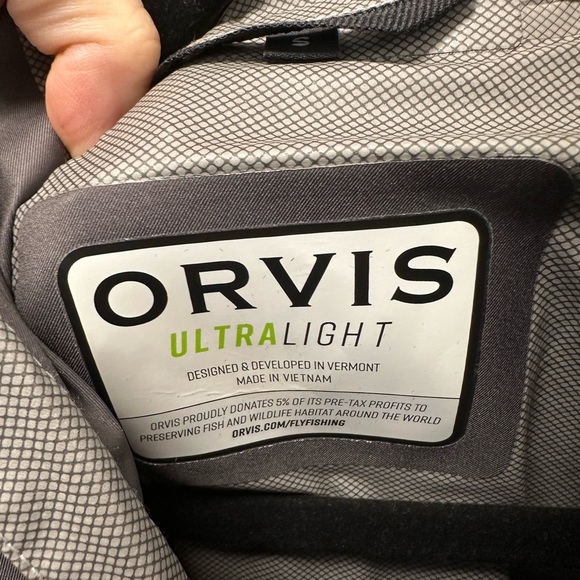 S
ORVIS
ULTRALIGHT
DESIGNED & DEVELOPED IN VERMONT
MADE IN VIETNAM
ORVIS PROUDLY DONATES 5% OF ITS PRE-TAX PROFITS TO
PRESERVING FISH AND WILDLIFE HABITAT AROUND THE WORLD
ORVIS.COM/FLYFISHING